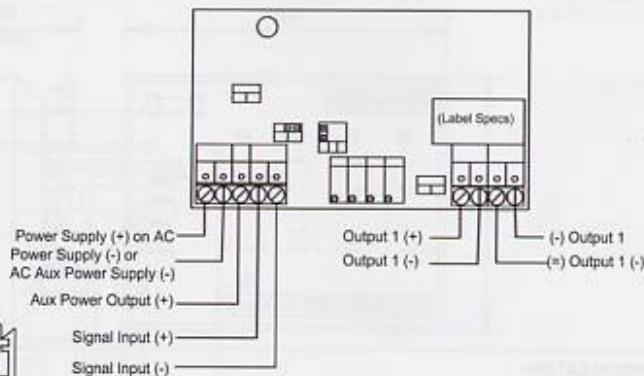 (Label Specs)
Power Supply (+) on AC
Power Supply (-) or
AC Aux Power Supply (-)
Aux Power Output (+)
Signal Input (+)
Signal Input (-)
Output 1 (+)
Output 1 (-)
(-) Output 1
(=) Output 1 (-)